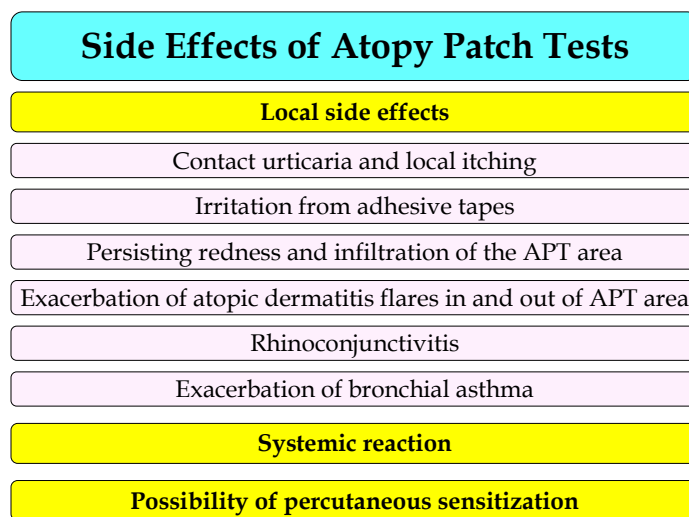 Side Effects of Atopy Patch Tests
Local side effects
Contact urticaria and local itching
Irritation from adhesive tapes
Persisting redness and infiltration of the APT area
Exacerbation of atopic dermatitis flares in and out of APT area
Rhinoconjunctivitis
Exacerbation of bronchial asthma
Systemic reaction
Possibility of percutaneous sensitization